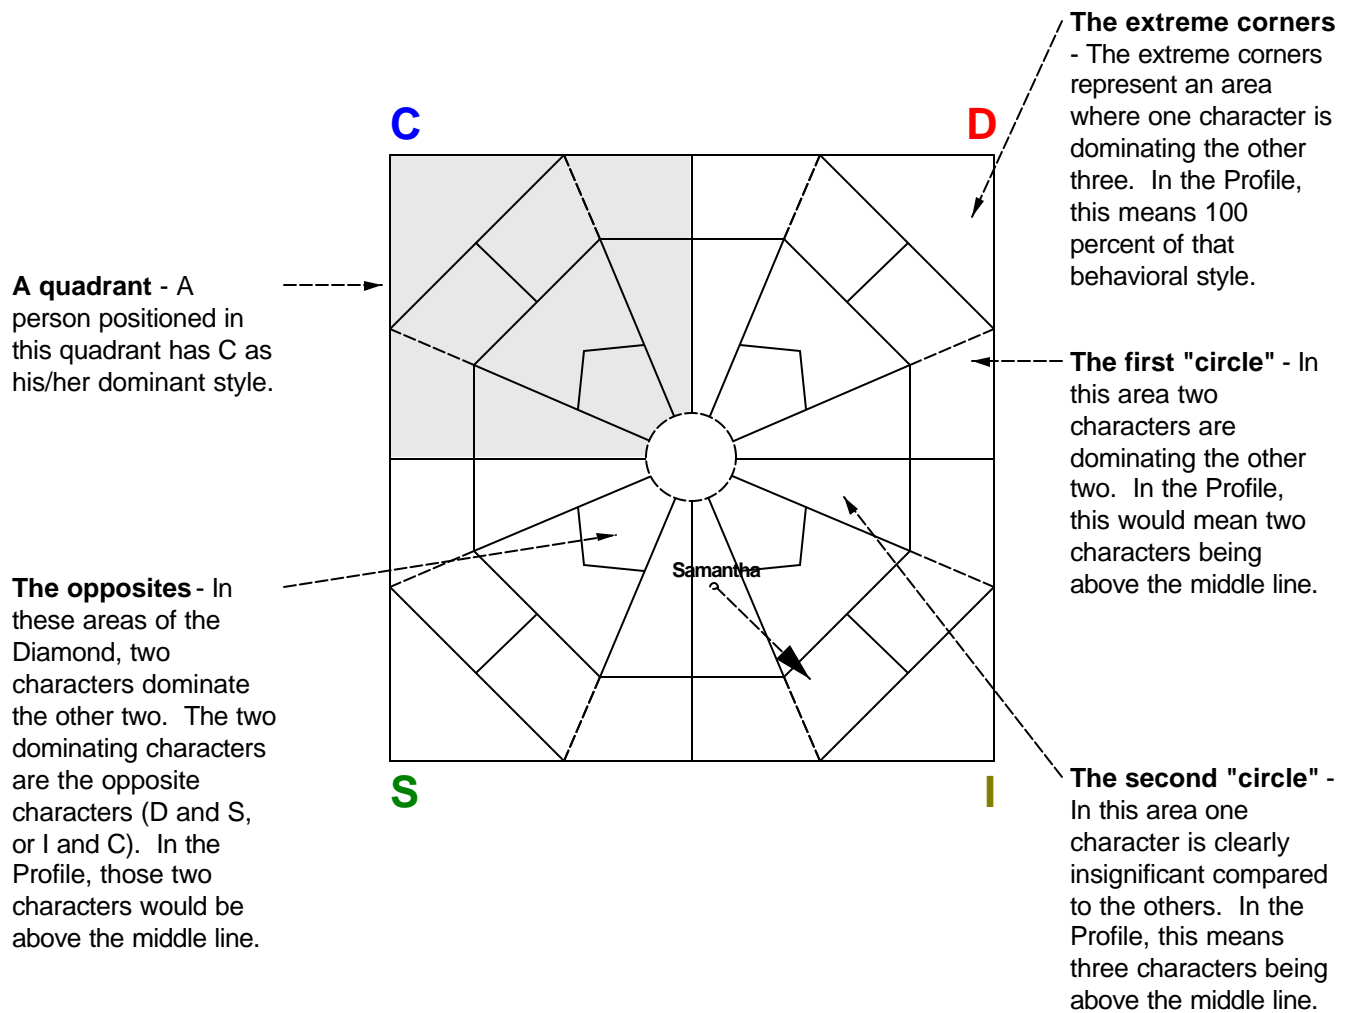 The extreme corners
- The extreme corners
represent an area
where one character is
dominating the other
three.  In the Profile,
this means 100
percent of that
behavioral style.
C
D
A quadrant - A
person positioned in
this quadrant has C as
his/her dominant style.
The first "circle" - In
this area two
characters are
dominating the other
two.  In the Profile,
this would mean two
characters being
above the middle line.
Samantha
The opposites - In
these areas of the
Diamond, two
characters dominate
the other two.  The two
dominating characters
are the opposite
characters (D and S,
or I and C).  In the
Profile, those two
characters would be
above the middle line.
S
I
The second "circle" -
In this area one
character is clearly
insignificant compared
to the others.  In the
Profile, this means
three characters being
above the middle line.